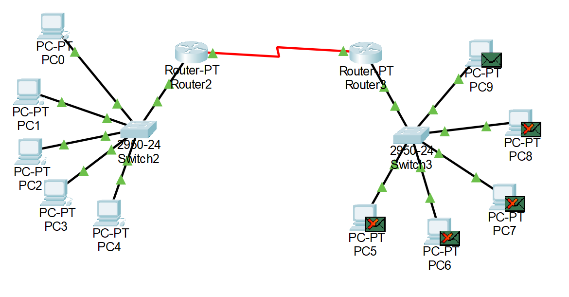 PC-PT
PC0
Router-PT
Router2
Router-PT
Router3
PC-PT
PC9
PC-PT
PC1
2950-24
Switch2
2950-24
Switch3
PC-PT
PC8
PC-PT
PC2
PC-PT
PC3
PC-PT
PC4
PC-PT
PC5
PC-PT
PC6
PC-PT
PC7